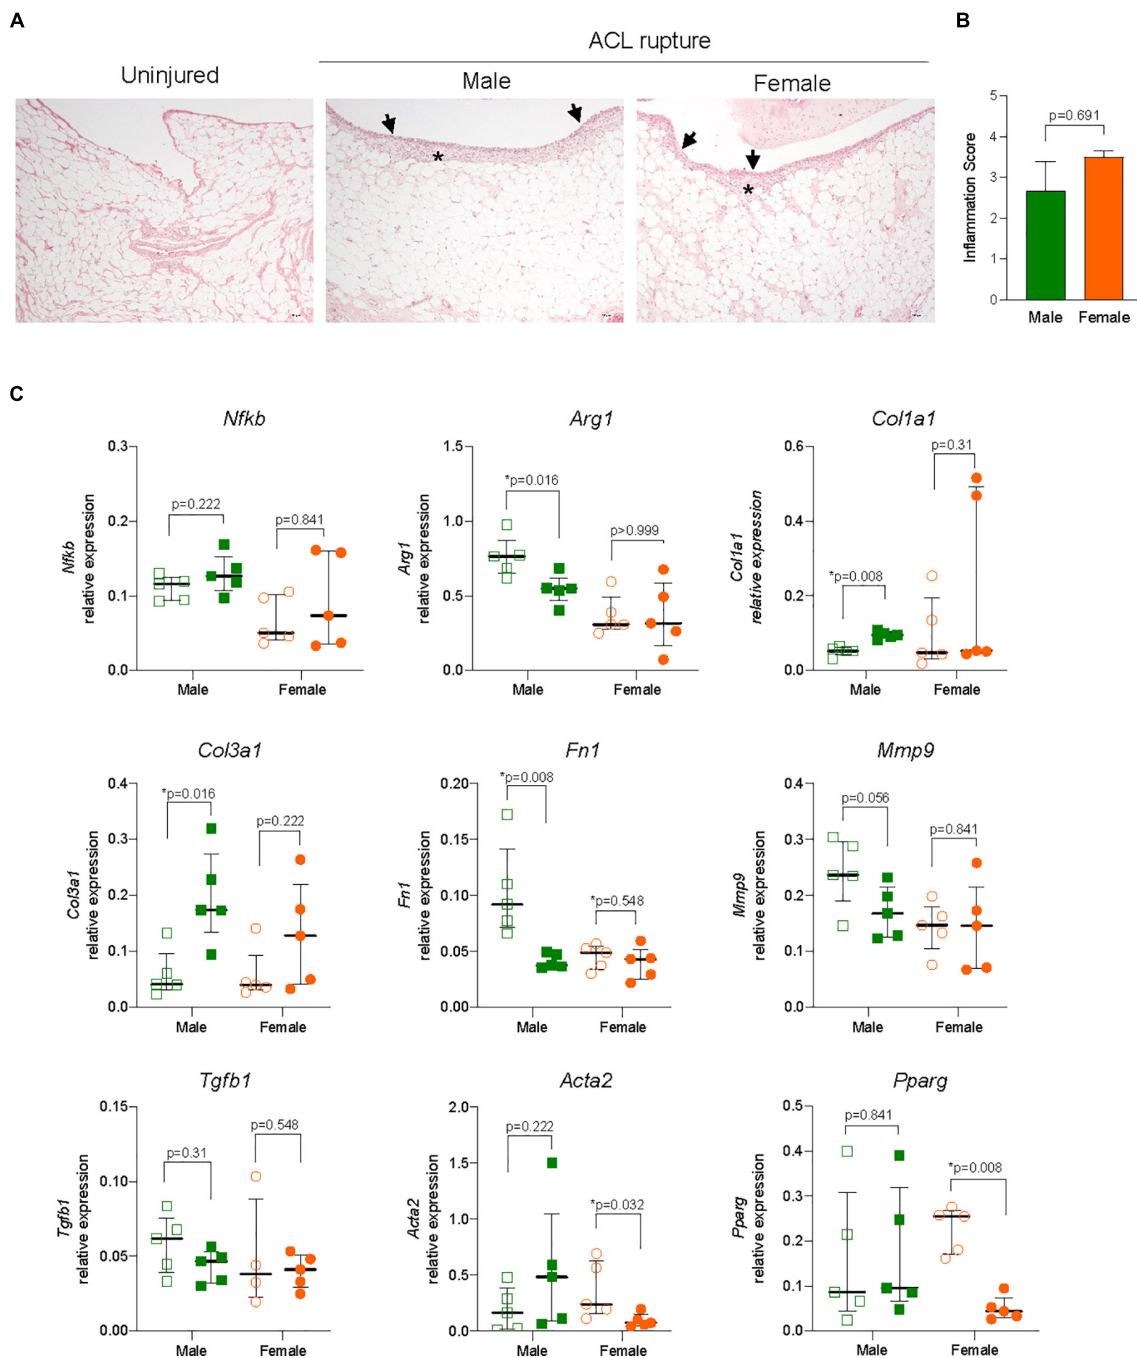 A
B
ACL rupture
Uninjured
Male
Female
*
*
Inflammation Score
5
4
3
2
1
0
p=0.691
Male
Female
C
Nfkb
Nfkb
relative expression
0.3
0.2
0.1
0.0
p=0.222
p=0.841
Male
Female
Arg1
Arg1
relative expression
1.5
1.0
0.5
0.0
*p=0.016
p>0.999
Male
Female
Col1a1
Col1a1
relative expression
0.6
0.4
0.2
0.0
*p=0.008
p=0.31
Male
Female
Col3a1
Col3a1
relative expression
0.4
0.3
0.2
0.1
0.0
*p=0.016
p=0.222
Male
Female
Fn1
Fn1
relative expression
0.20
0.15
0.10
0.05
0.00
*p=0.008
*p=0.548
Male
Female
Mmp9
Mmp9
relative expression
0.4
0.3
0.2
0.1
0.0
p=0.056
p=0.841
Male
Female
Tgfb1
Tgfb1
relative expression
0.15
0.10
0.05
0.00
p=0.31
p=0.548
Male
Female
Acta2
Acta2
relative expression
2.0
1.5
1.0
0.5
0.0
p=0.222
*p=0.032
Male
Female
Pparg
Pparg
relative expression
0.5
0.4
0.3
0.2
0.1
0.0
p=0.841
*p=0.008
Male
Female